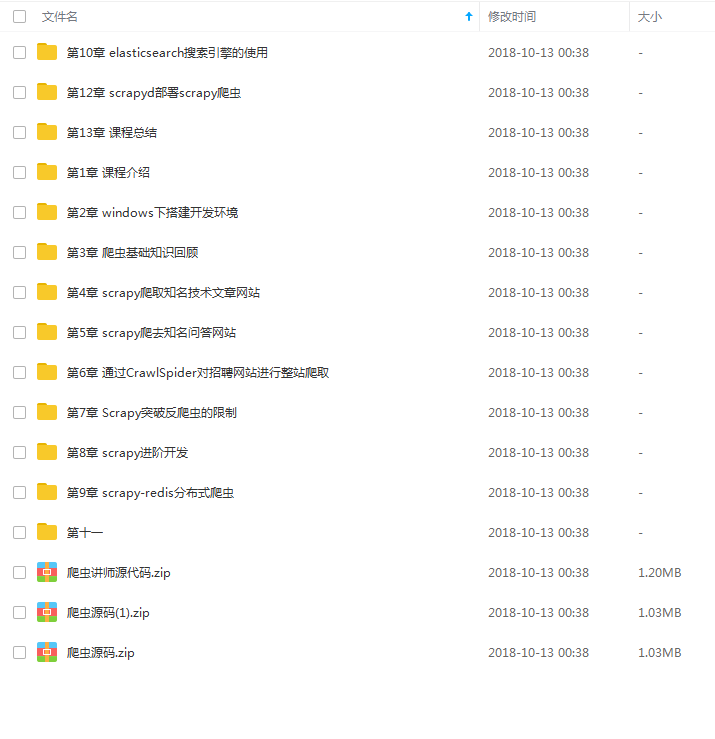 文件名 修改时间 大小
第10章 elasticsearch搜索引擎的使用 2018-10-13 00:38 -
第12章 scrapyd部署scrapy爬虫 2018-10-13 00:38 -
第13章 课程总结 2018-10-13 00:38 -
第1章 课程介绍 2018-10-13 00:38 -
第2章 windows下搭建开发环境 2018-10-13 00:38 -
第3章 爬虫基础知识回顾 2018-10-13 00:38 -
第4章 scrapy爬取知名技术文章网站 2018-10-13 00:38 -
第5章 scrapy爬去知名问答网站 2018-10-13 00:38 -
第6章 通过CrawlSpider对招聘网站进行整站爬取 2018-10-13 00:38 -
第7章 Scrapy突破反爬虫的限制 2018-10-13 00:38 -
第8章 scrapy进阶开发 2018-10-13 00:38 -
第9章 scrapy-redis分布式爬虫 2018-10-13 00:38 -
第十一 2018-10-13 00:38 -
爬虫讲师源代码.zip 2018-10-13 00:38 1.20MB
爬虫源码(1).zip 2018-10-13 00:38 1.03MB
爬虫源码.zip 2018-10-13 00:38 1.03MB